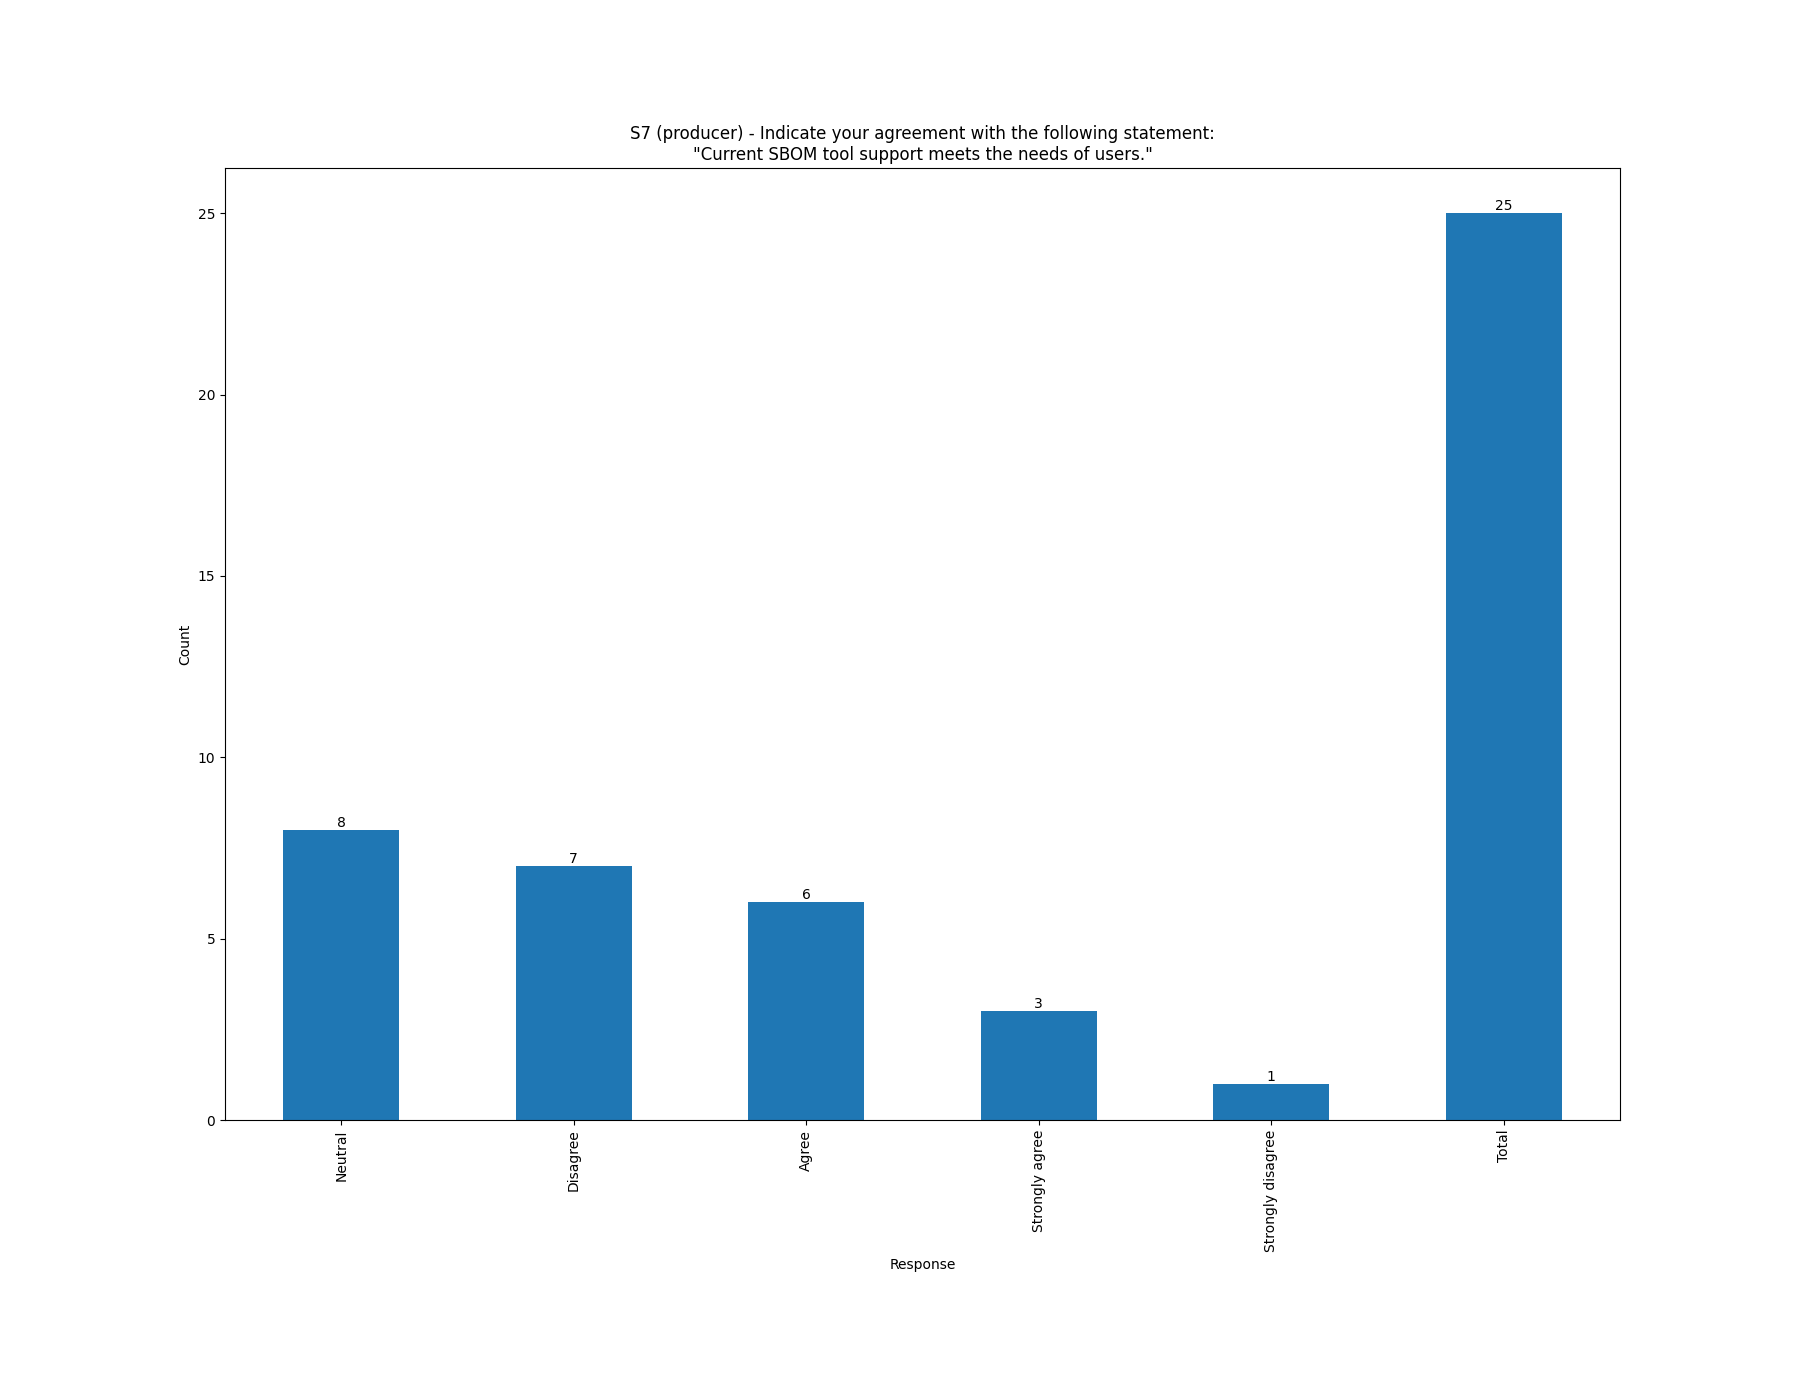 S7 (producer) - Indicate your agreement with the following statement:
"Current SBOM tool support meets the needs of users."
25
20
15
10
5
0
Count
8
7
6
3
1
25
Neutral
Disagree
Agree
Strongly agree
Strongly disagree
Total
Response